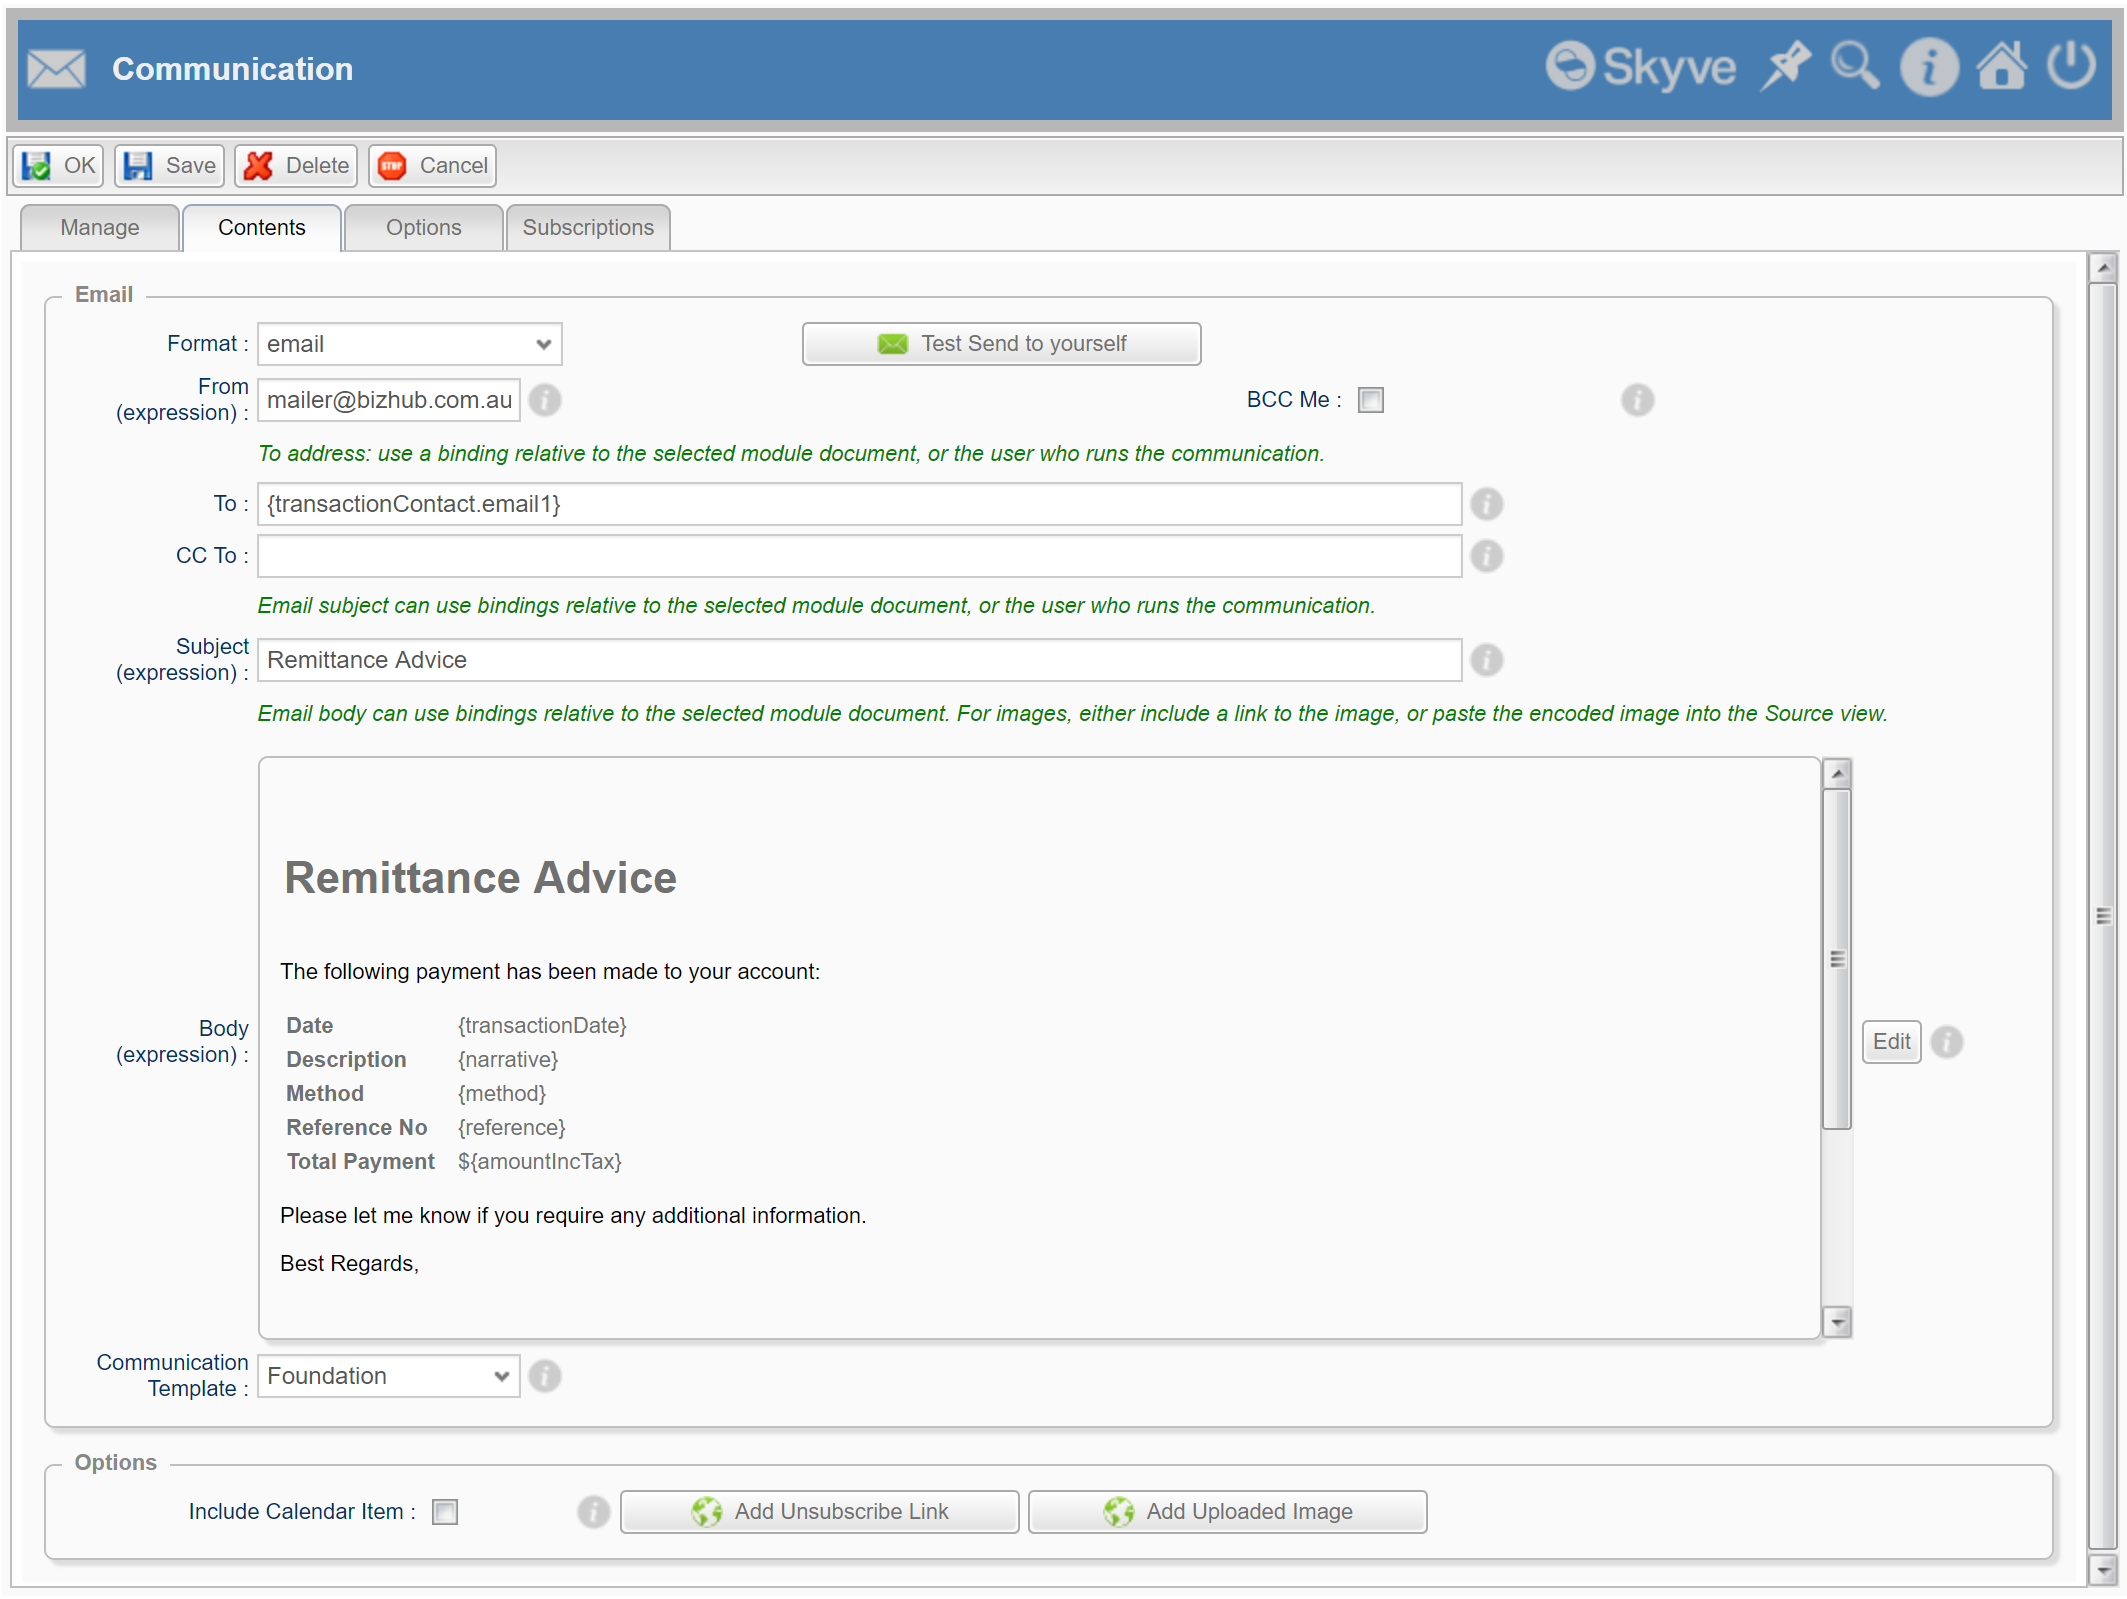 Communication
Skyve
OK Save Delete STOP Cancel
Manage Contents Options Subscriptions
Email
Format : email Test Send to yourself
From (expression) : mailer@bizhub.com.au BCC Me :
To address: use a binding relative to the selected module document, or the user who runs the communication.
To : {transactionContact.email1}
CC To :
Email subject can use bindings relative to the selected module document, or the user who runs the communication.
Subject (expression) : Remittance Advice
Email body can use bindings relative to the selected module document. For images, either include a link to the image, or paste the encoded image into the Source view.
Remittance Advice
The following payment has been made to your account:
Date {transactionDate}
Description {narrative}
Method {method}
Reference No {reference}
Total Payment ${amountIncTax}
Please let me know if you require any additional information.
Best Regards,
Body (expression) :
Edit
Communication Template : Foundation
Options
Include Calendar Item : Add Unsubscribe Link Add Uploaded Image